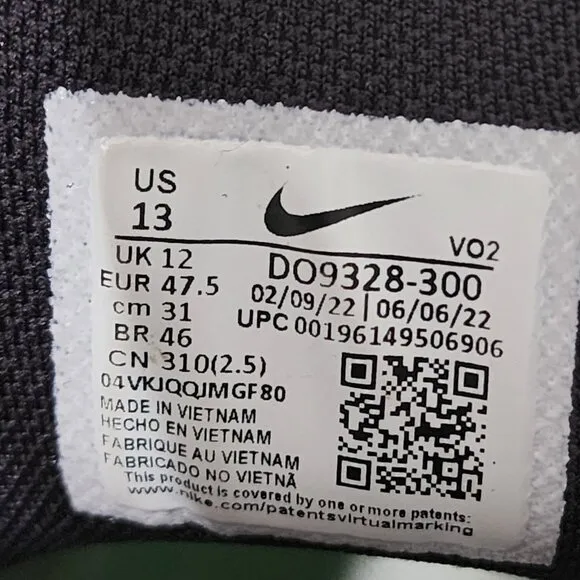 US
13
VO2
UK 12
EUR 47.5
cm 31
BR 46
CN 310(2.5)
DO9328-300
02/09/22 | 06/06/22
UPC 00196149506906
04VKJQQJMGF80
MADE IN VIETNAM
HECHO EN VIETNAM
FABRIQUE AU VIETNAM
FABRICADO NO VIETNÃ
This product is covered by one or more patents:
www.nike.com/patentsvirtualmarking